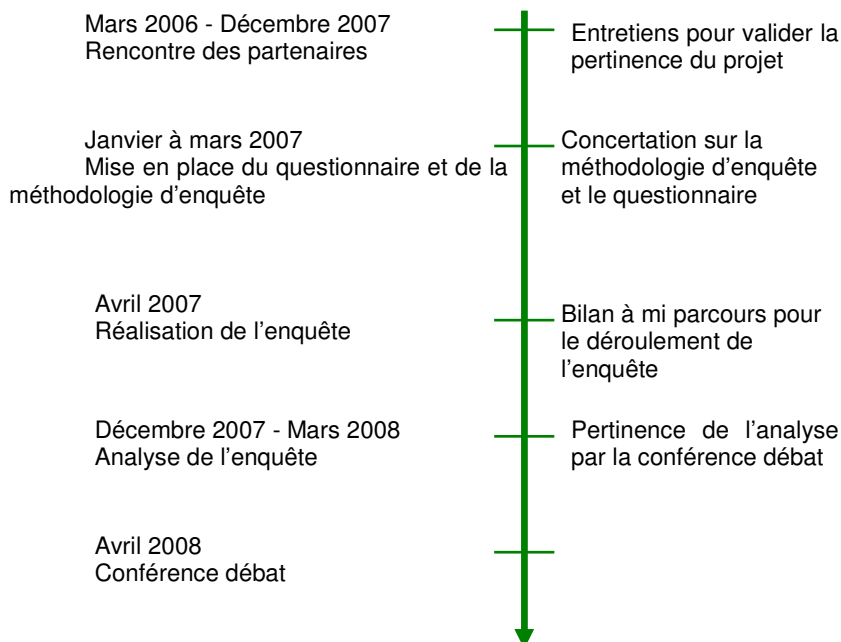 Mars 2006 - Décembre 2007
Rencontre des partenaires
Entretiens pour valider la
pertinence du projet
Janvier à mars 2007
Mise en place du questionnaire et de la
méthodologie d'enquête
Concertation sur la
méthodologie d'enquête
et le questionnaire
Avril 2007
Réalisation de l'enquête
Bilan à mi parcours pour
le déroulement de
l'enquête
Décembre 2007 - Mars 2008
Analyse de l'enquête
Pertinence de l'analyse
par la conférence débat
Avril 2008
Conférence débat